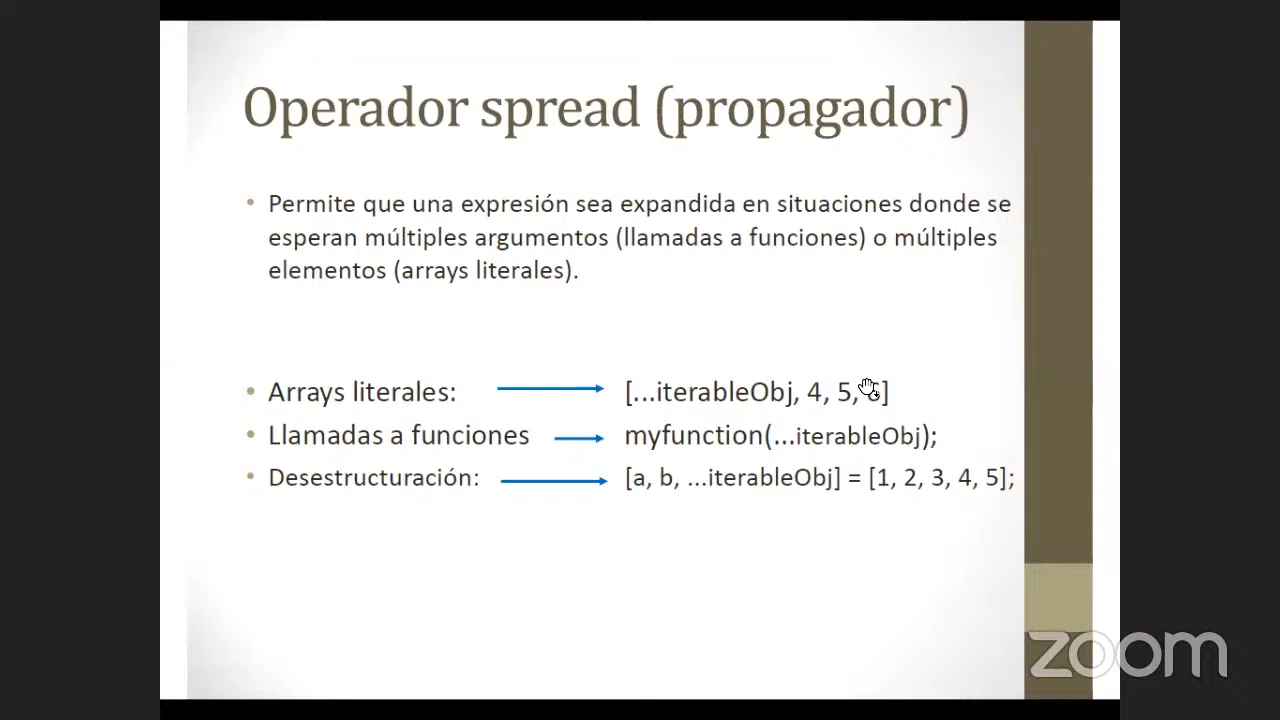 Operador spread (propagador)
• Permite que una expresión sea expandida en situaciones donde se
esperan múltiples argumentos (llamadas a funciones) o múltiples
elementos (arrays literales).
• Arrays literales: [...iterableObj, 4, 5, 6]
• Llamadas a funciones myfunction(...iterableObj);
• Desestructuración: [a, b, ...iterableObj] = [1, 2, 3, 4, 5];
zoom